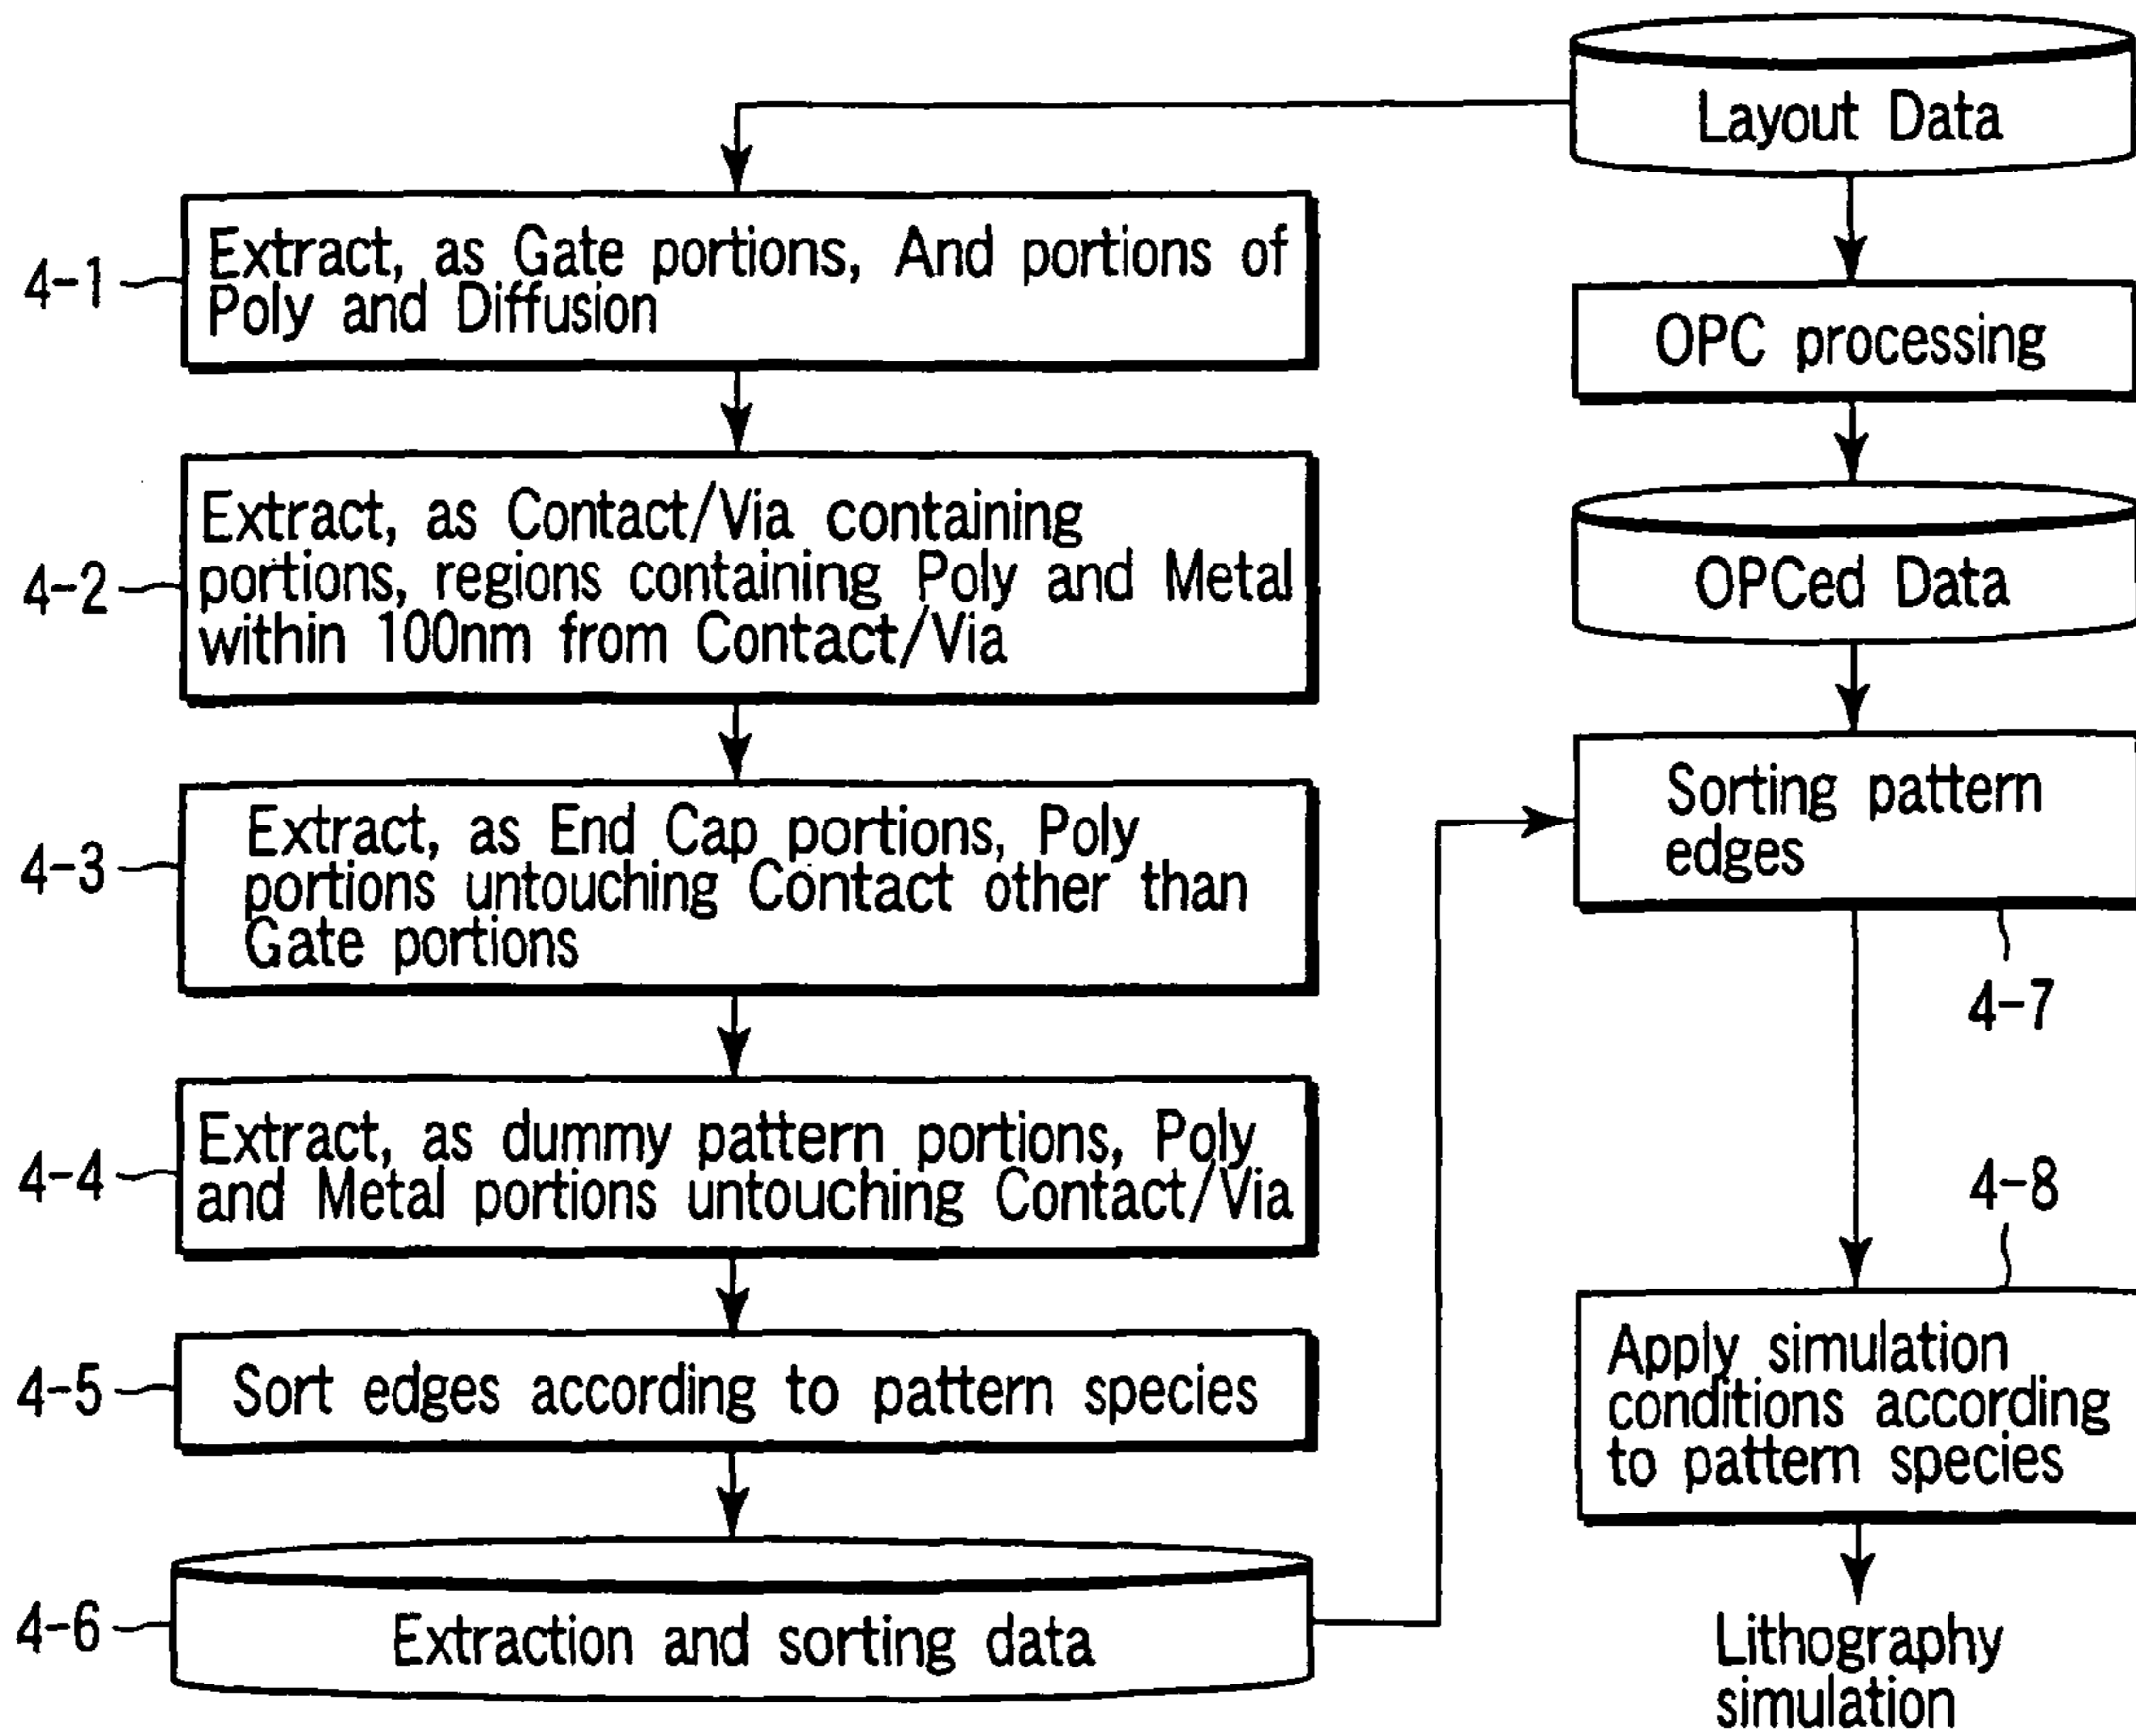 Layout Data
4-1
Extract, as Gate portions, And portions of
Poly and Diffusion
OPC processing
4-2
Extract, as Contact/Via containing
portions, regions containing Poly and Metal
within 100nm from Contact/Via
OPCed Data
4-3
Extract, as End Cap portions, Poly
portions untouching Contact other than
Gate portions
Sorting pattern
edges
4-7
4-4
Extract, as dummy pattern portions, Poly
and Metal portions untouching Contact/Via
4-8
4-5
Sort edges according to pattern species
Apply simulation
conditions according
to pattern species
4-6
Extraction and sorting data
Lithography
simulation